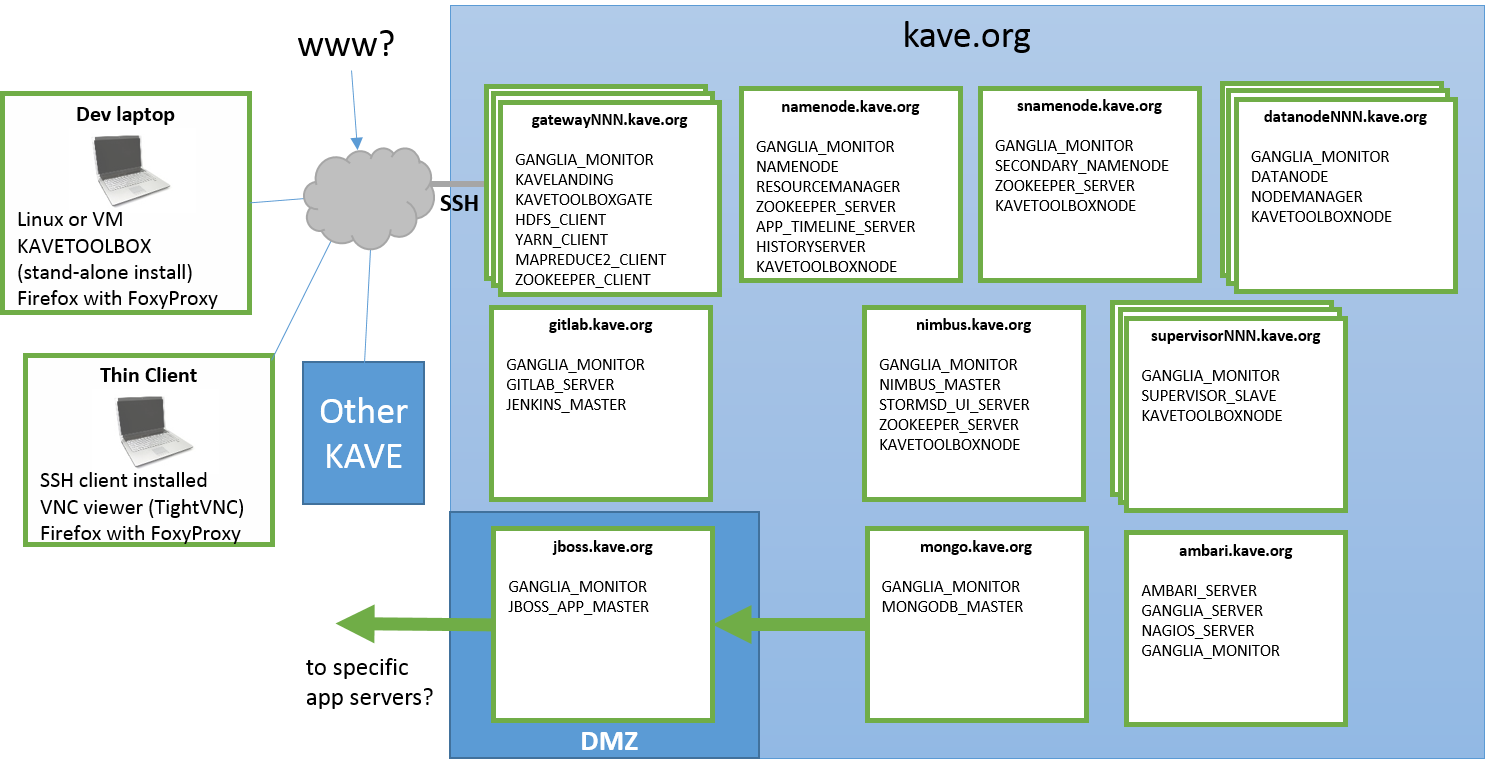 www?
kave.org
Dev laptop
Linux or VM
KAVETOOLBOX
(stand-alone install)
Firefox with FoxyProxy
Thin Client
SSH client installed
VNC viewer (TightVNC)
Firefox with FoxyProxy
Other
KAVE
SSH
gatewayNNN.kave.org
GANGLIA_MONITOR
KAVELANDING
KAVETOOLBOXGATE
HDFS_CLIENT
YARN_CLIENT
MAPREDUCE2_CLIENT
ZOOKEEPER_CLIENT
namenode.kave.org
GANGLIA_MONITOR
NAMENODE
RESOURCEMANAGER
ZOOKEEPER_SERVER
APP_TIMELINE_SERVER
HISTORYSERVER
KAVETOOLBOXNODE
snamenode.kave.org
GANGLIA_MONITOR
SECONDARY_NAMENODE
ZOOKEEPER_SERVER
KAVETOOLBOXNODE
datanodeNNN.kave.org
GANGLIA_MONITOR
DATANODE
NODEMANAGER
KAVETOOLBOXNODE
gitlab.kave.org
GANGLIA_MONITOR
GITLAB_SERVER
JENKINS_MASTER
nimbus.kave.org
GANGLIA_MONITOR
NIMBUS_MASTER
STORMSD_UI_SERVER
ZOOKEEPER_SERVER
KAVETOOLBOXNODE
supervisorNNN.kave.org
GANGLIA_MONITOR
SUPERVISOR_SLAVE
KAVETOOLBOXNODE
jboss.kave.org
GANGLIA_MONITOR
JBOSS_APP_MASTER
DMZ
to specific
app servers?
mongo.kave.org
GANGLIA_MONITOR
MONGODB_MASTER
ambari.kave.org
AMBARI_SERVER
GANGLIA_SERVER
NAGIOS_SERVER
GANGLIA_MONITOR